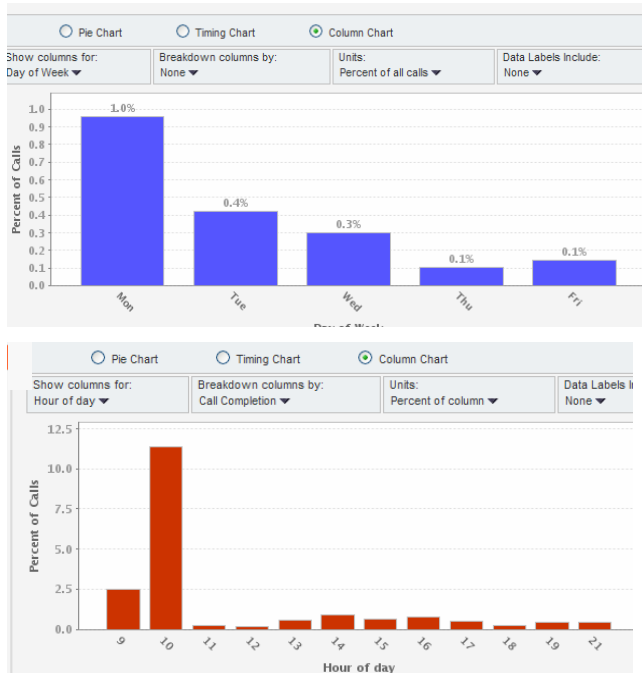 Pie Chart Timing Chart Column Chart
Show columns for: Breakdown columns by: Units: Data Labels Include:
Day of Week None Percent of all calls None
Percent of Calls
1.0
0.9
0.8
0.7
0.6
0.5
0.4
0.3
0.2
0.1
0.0
1.0% 0.4% 0.3% 0.1% 0.1%
Mon Tue Wed Thu Fri
Day of Week
Pie Chart Timing Chart Column Chart
Show columns for: Breakdown columns by: Units: Data Labels
Hour of day Call Completion Percent of column None
Percent of Calls
12.5
10.0
7.5
5.0
2.5
0.0
9 10 11 12 13 14 15 16 17 18 19 21
Hour of day